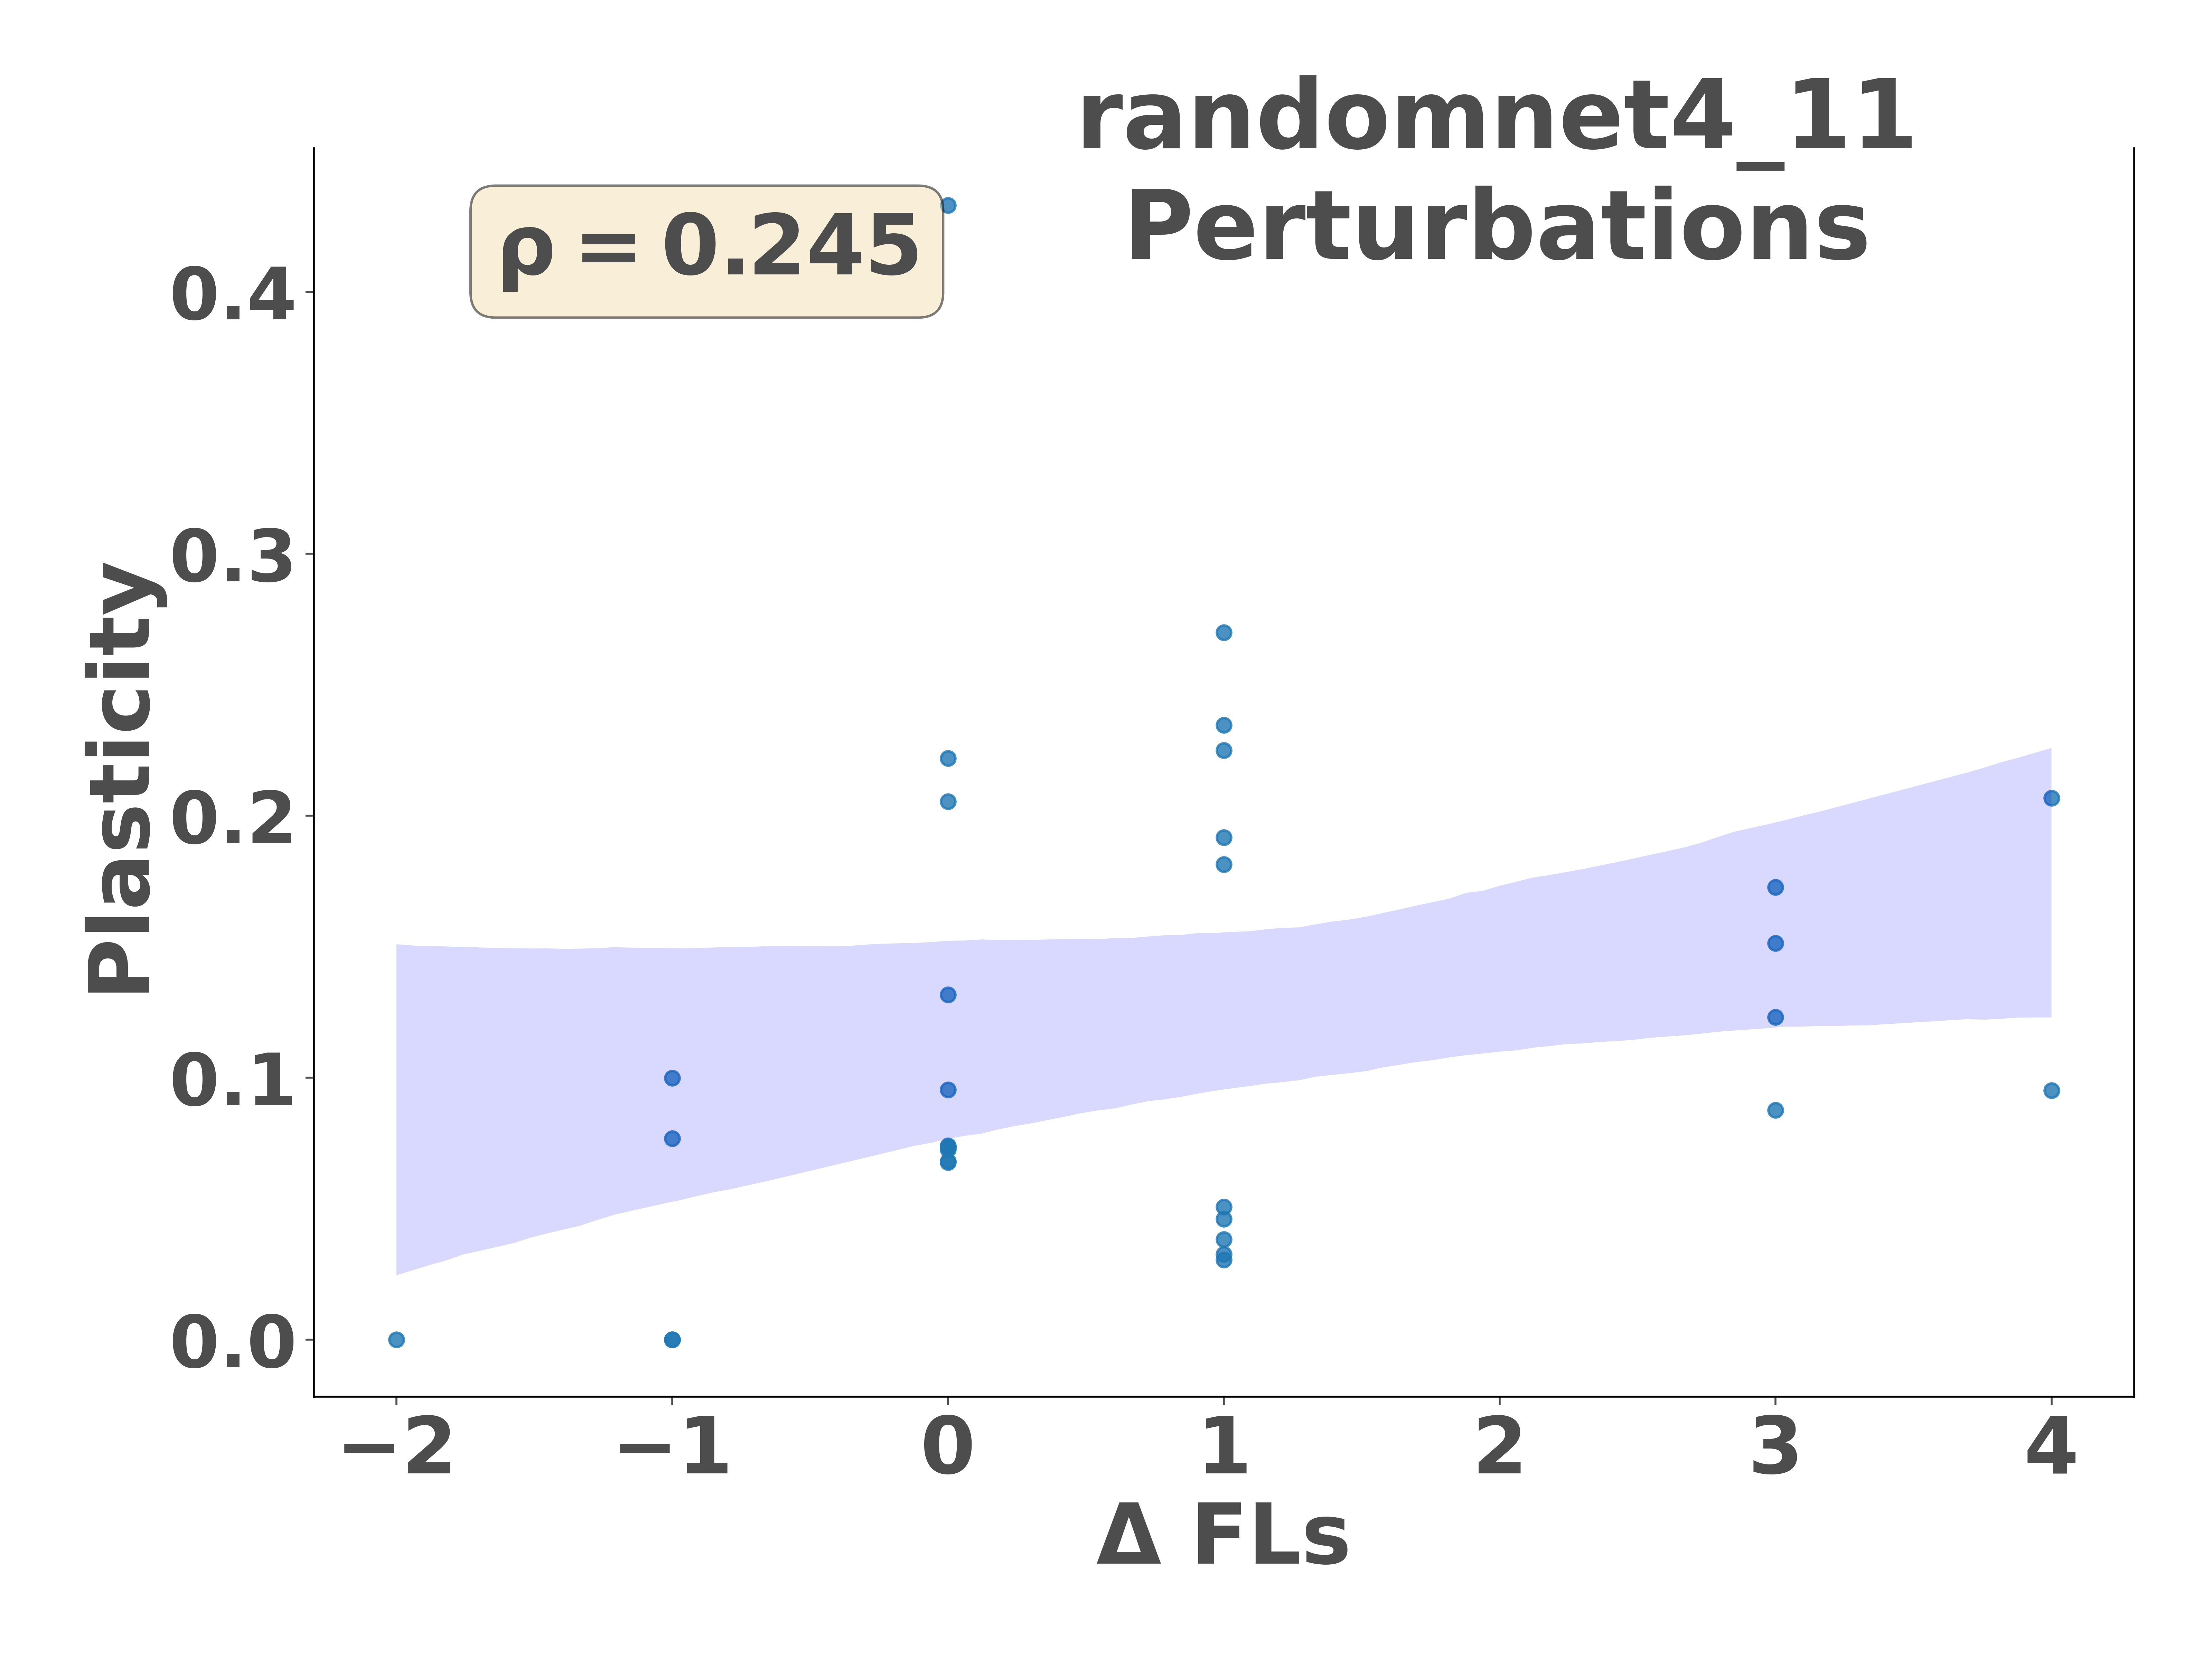 randomnet4_11
Perturbations
ρ = 0.245
Plasticity
0.4
0.3
0.2
0.1
0.0
−2 −1 0 1 2 3 4
Δ FLs